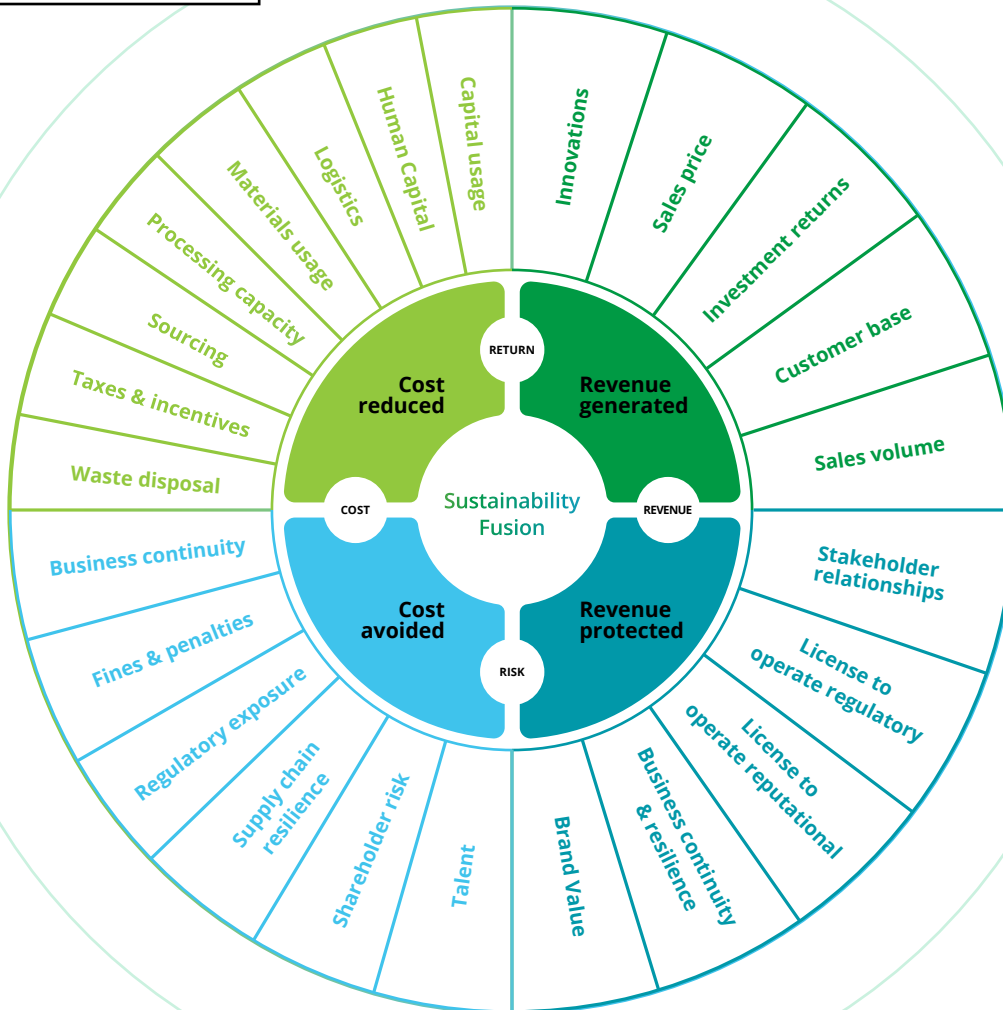 Capital usage
Human Capital
Logistics
Materials usage
Processing capacity
Sourcing
Taxes & incentives
Waste disposal
Innovations
Sales price
Investment returns
Customer base
Sales volume
RETURN
Cost
reduced
Revenue
generated
COST
Sustainability
Fusion
REVENUE
Cost
avoided
Revenue
protected
RISK
Business continuity
Fines & penalties
Regulatory exposure
Supply chain
resilience
Shareholder risk
Talent
Stakeholder
relationships
License to
operate regulatory
License to
operate reputational
Business continuity
& resilience
Brand Value